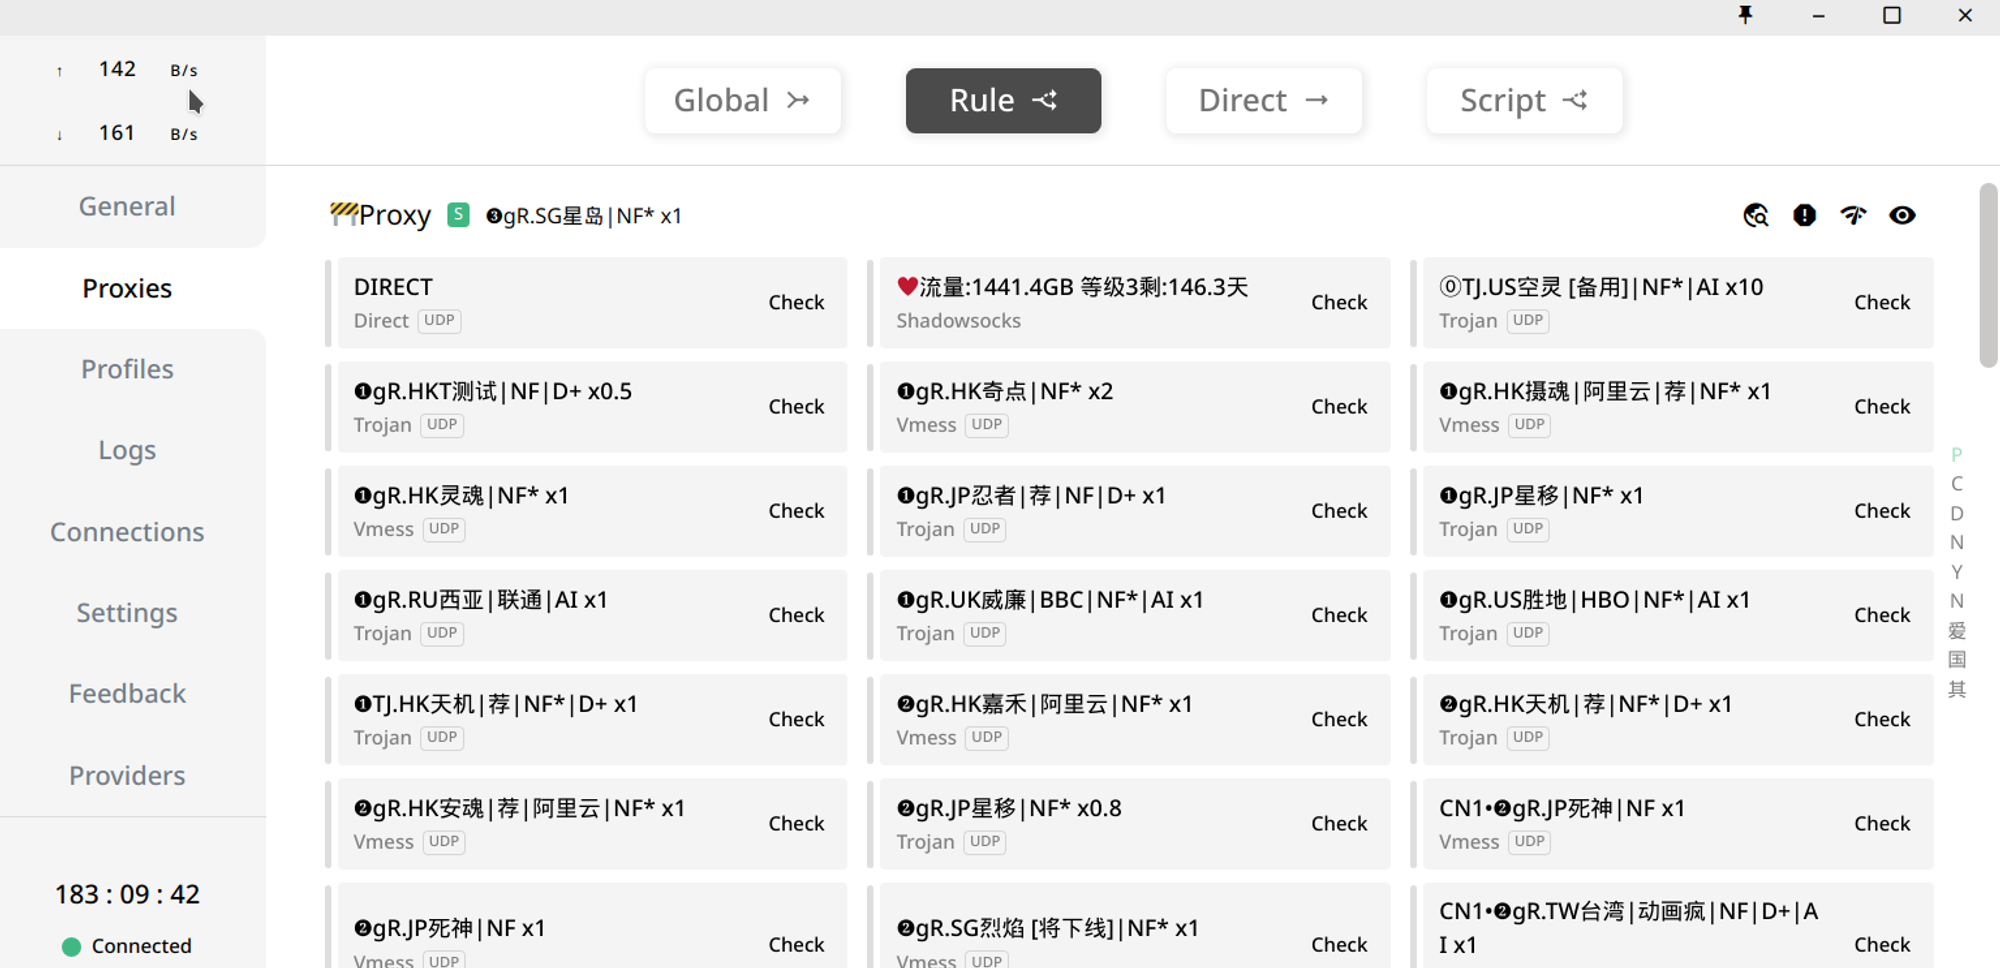 ↑ 142 B/s
↓ 161 B/s
General
Proxies
Profiles
Logs
Connections
Settings
Feedback
Providers
183 : 09 : 42
Connected
Global
Rule
Direct →
Script
🚧Proxy S ❸gR.SG星岛|NF* x1
DIRECT
Direct UDP
Check
❤流量:1441.4GB 等级3剩:146.3天
Shadowsocks
Check
⓪TJ.US空灵 [备用]|NF*|AI x10
Trojan UDP
Check
❶gR.HKT测试|NF|D+ x0.5
Trojan UDP
Check
❶gR.HK奇点|NF* x2
Vmess UDP
Check
❶gR.HK摄魂|阿里云|荐|NF* x1
Vmess UDP
Check
❶gR.HK灵魂|NF* x1
Vmess UDP
Check
❶gR.JP忍者|荐|NF|D+ x1
Trojan UDP
Check
❶gR.JP星移|NF* x1
Trojan UDP
Check
❶gR.RU西亚|联通|AI x1
Trojan UDP
Check
❶gR.UK威廉|BBC|NF*|AI x1
Trojan UDP
Check
❶gR.US胜地|HBO|NF*|AI x1
Trojan UDP
Check
❶TJ.HK天机|荐|NF*|D+ x1
Trojan UDP
Check
❷gR.HK嘉禾|阿里云|NF* x1
Vmess UDP
Check
❷gR.HK天机|荐|NF*|D+ x1
Trojan UDP
Check
❷gR.HK安魂|荐|阿里云|NF* x1
Vmess UDP
Check
❷gR.JP星移|NF* x0.8
Trojan UDP
Check
CN1•❷gR.JP死神|NF x1
Vmess UDP
Check
❷gR.JP死神|NF x1
Vmess UDP
Check
❷gR.SG烈焰 [将下线]|NF* x1
Vmess UDP
Check
CN1•❷gR.TW台湾|动画疯|NF|D+|A
I x1
Check
P
C
D
N
Y
N
爱
国
其